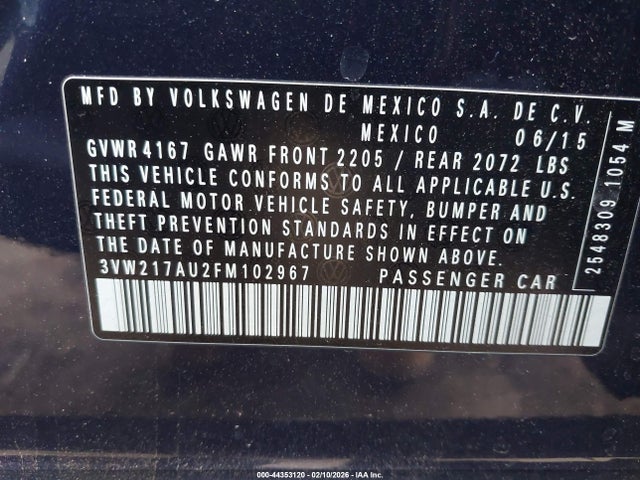 MFD BY VOLKSWAGEN DE MEXICO S.A. DE C.V.
MEXICO 06/15
GVWR 4167 GAWR FRONT 2205 / REAR 2072 LBS
THIS VEHICLE CONFORMS TO ALL APPLICABLE U.S.
FEDERAL MOTOR VEHICLE SAFETY, BUMPER AND
THEFT PREVENTION STANDARDS IN EFFECT ON
THE DATE OF MANUFACTURE SHOWN ABOVE.
3VW217AU2FM102967 PASSENGER CAR
2548309 1054 M
000-44353120 - 02/10/2026 - IAA Inc.